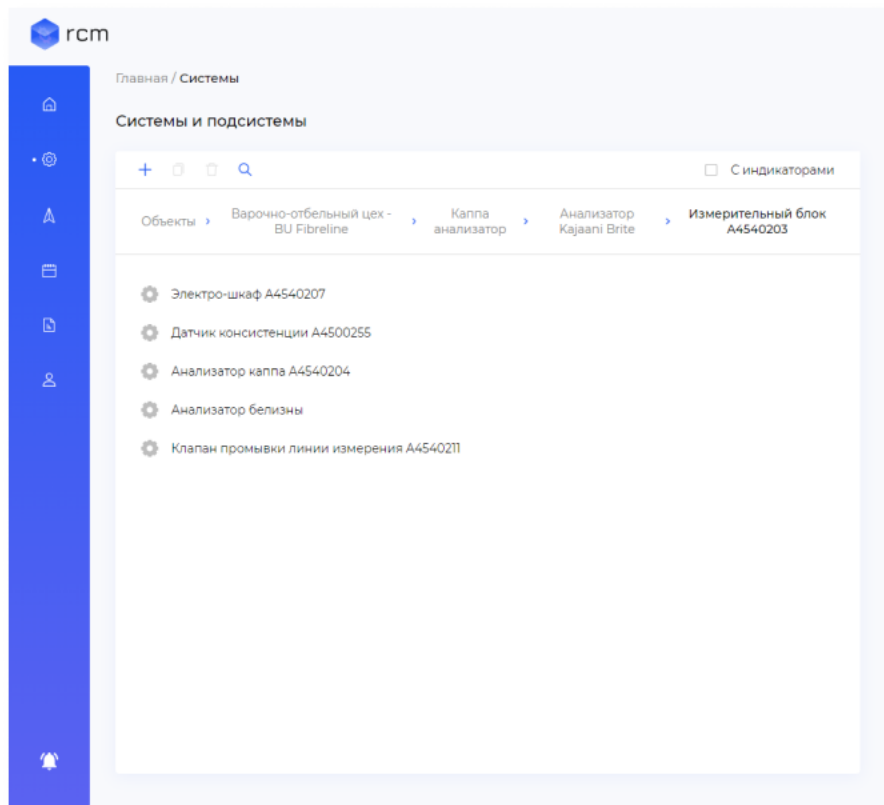 rcm
Главная / Системы
Системы и подсистемы
С индикаторами
Объекты > Варочно-отбельный цех - BU Fibreline > Каппа анализатор > Анализатор Kajaani Brite > Измерительный блок A4540203
Электро-шкаф A4540207
Датчик консистенции A4500255
Анализатор каппа A4540204
Анализатор белизны
Клапан промывки линии измерения A4540211